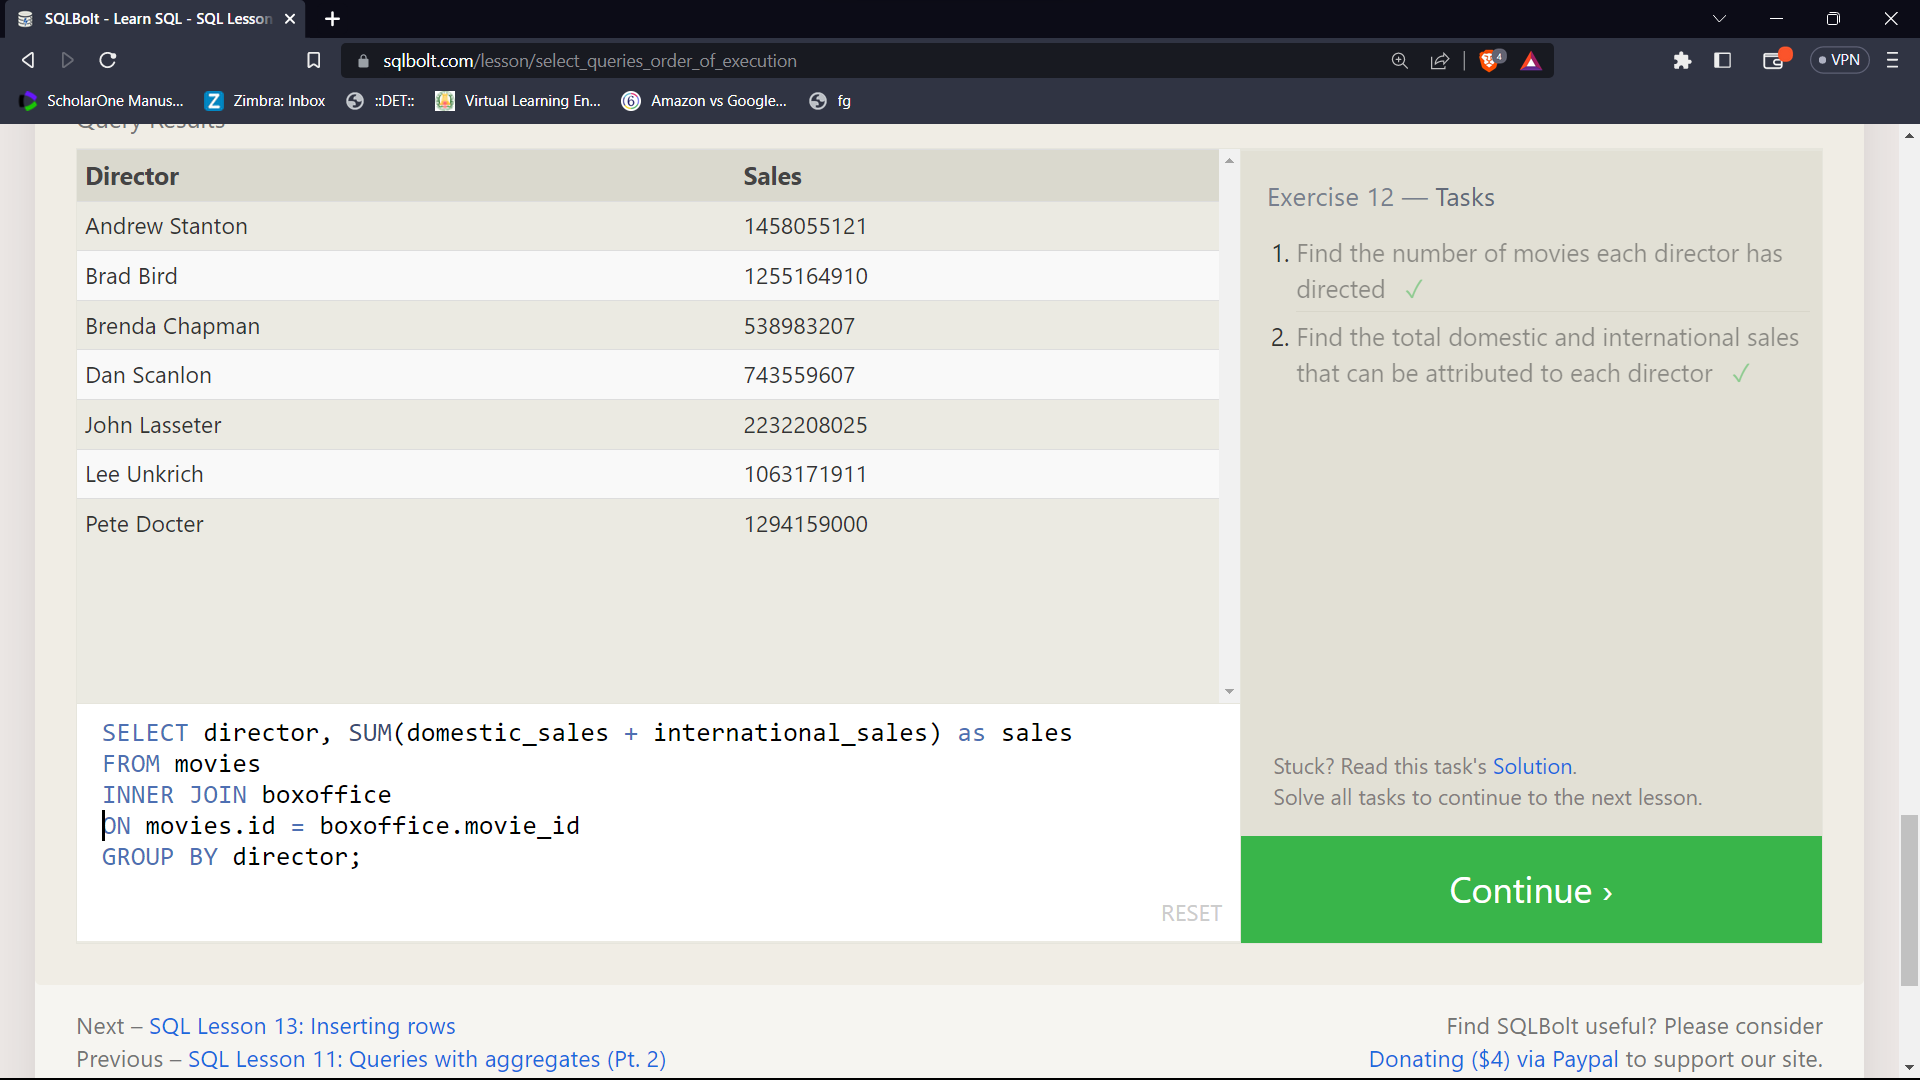 SQLBolt - Learn SQL - SQL Lesson
sqlbolt.com/lesson/select_queries_order_of_execution
4
VPN
ScholarOne Manus...
Zimbra: Inbox
::DET::
Virtual Learning En...
Amazon vs Google...
fg
Query Results
Director Sales
Andrew Stanton 1458055121
Brad Bird 1255164910
Brenda Chapman 538983207
Dan Scanlon 743559607
John Lasseter 2232208025
Lee Unkrich 1063171911
Pete Docter 1294159000
SELECT director, SUM(domestic_sales + international_sales) as sales
FROM movies
INNER JOIN boxoffice
ON movies.id = boxoffice.movie_id
GROUP BY director;
RESET
Exercise 12 — Tasks
1. Find the number of movies each director has
directed ✓
2. Find the total domestic and international sales
that can be attributed to each director ✓
Stuck? Read this task's Solution.
Solve all tasks to continue to the next lesson.
Continue ›
Next – SQL Lesson 13: Inserting rows
Previous – SQL Lesson 11: Queries with aggregates (Pt. 2)
Find SQLBolt useful? Please consider
Donating ($4) via Paypal to support our site.